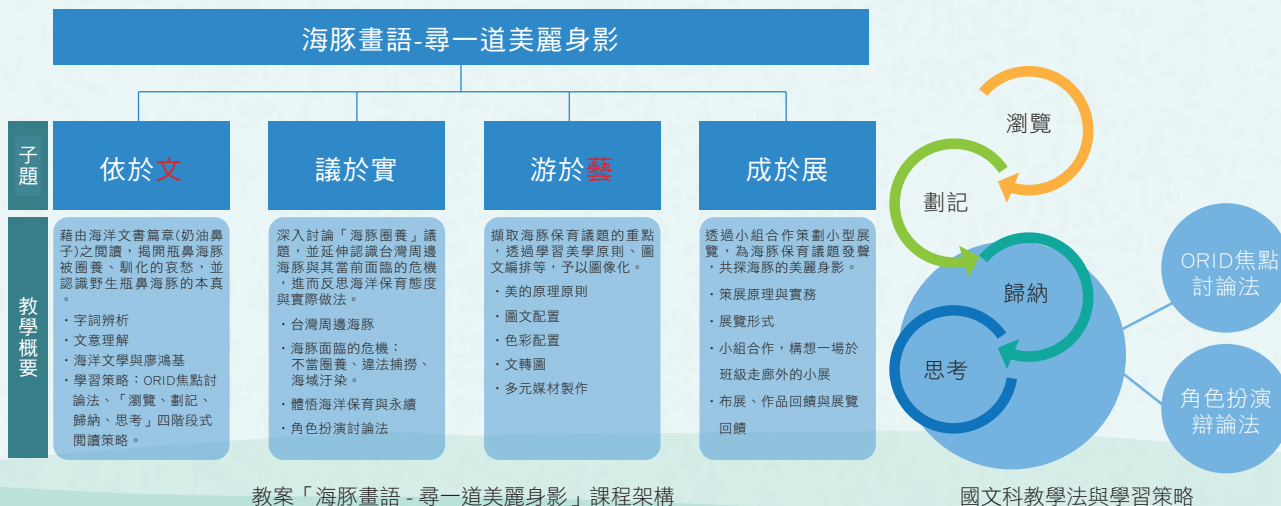 海豚畫語-尋一道美麗身影
子題
依於文
議於實
游於藝
成於展
教學概要
藉由海洋文書篇章(奶油鼻
子)之閱讀，揭開瓶鼻海豚
被圈養、馴化的哀愁，並
認識野生瓶鼻海豚的本真
。
・字詞辨析
・文意理解
・海洋文學與廖鴻基
・學習策略：ORID焦點討
論法、「瀏覽、劃記、
歸納、思考」四階段式
閱讀策略。
深入討論「海豚圈養」議
題，並延伸認識台灣周邊
海豚與其當前面臨的危機
，進而反思海洋保育態度
與實際做法。
・台灣周邊海豚
・海豚面臨的危機：
不當圈養、違法捕撈、
海域汙染。
・體悟海洋保育與永續
・角色扮演討論法
擷取海豚保育議題的重點
，透過學習美學原則、圖
文編排等，予以圖像化。
・美的原理原則
・圖文配置
・色彩配置
・文轉圖
・多元媒材製作
透過小組合作策劃小型展
覽，為海豚保育議題發聲
，共探海豚的美麗身影。
・策展原理與實務
・展覽形式
・小組合作，構想一場於
班級走廊外的小展
・布展、作品回饋與展覽
回饋
教案「海豚畫語 - 尋一道美麗身影」課程架構
瀏覽
劃記
歸納
思考
ORID焦點
討論法
角色扮演
辯論法
國文科教學法與學習策略